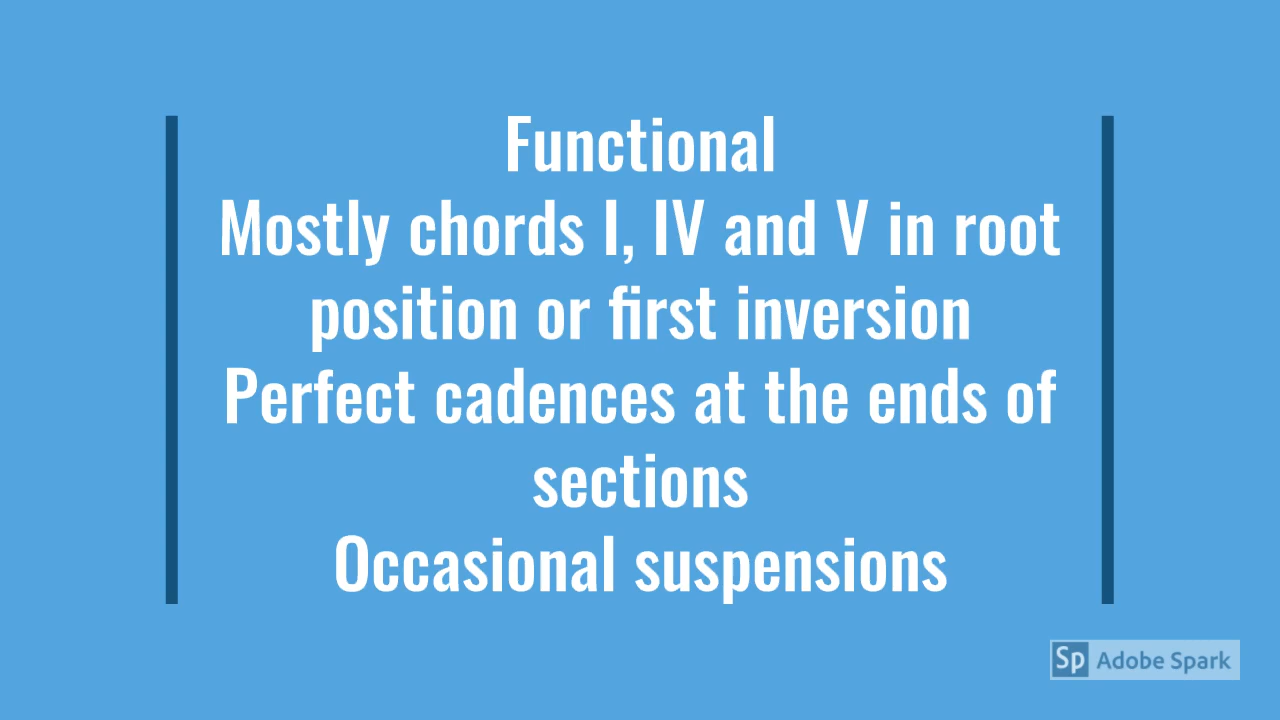 Functional
Mostly chords I, IV and V in root
position or first inversion
Perfect cadences at the ends of
sections
Occasional suspensions
Sp Adobe Spark